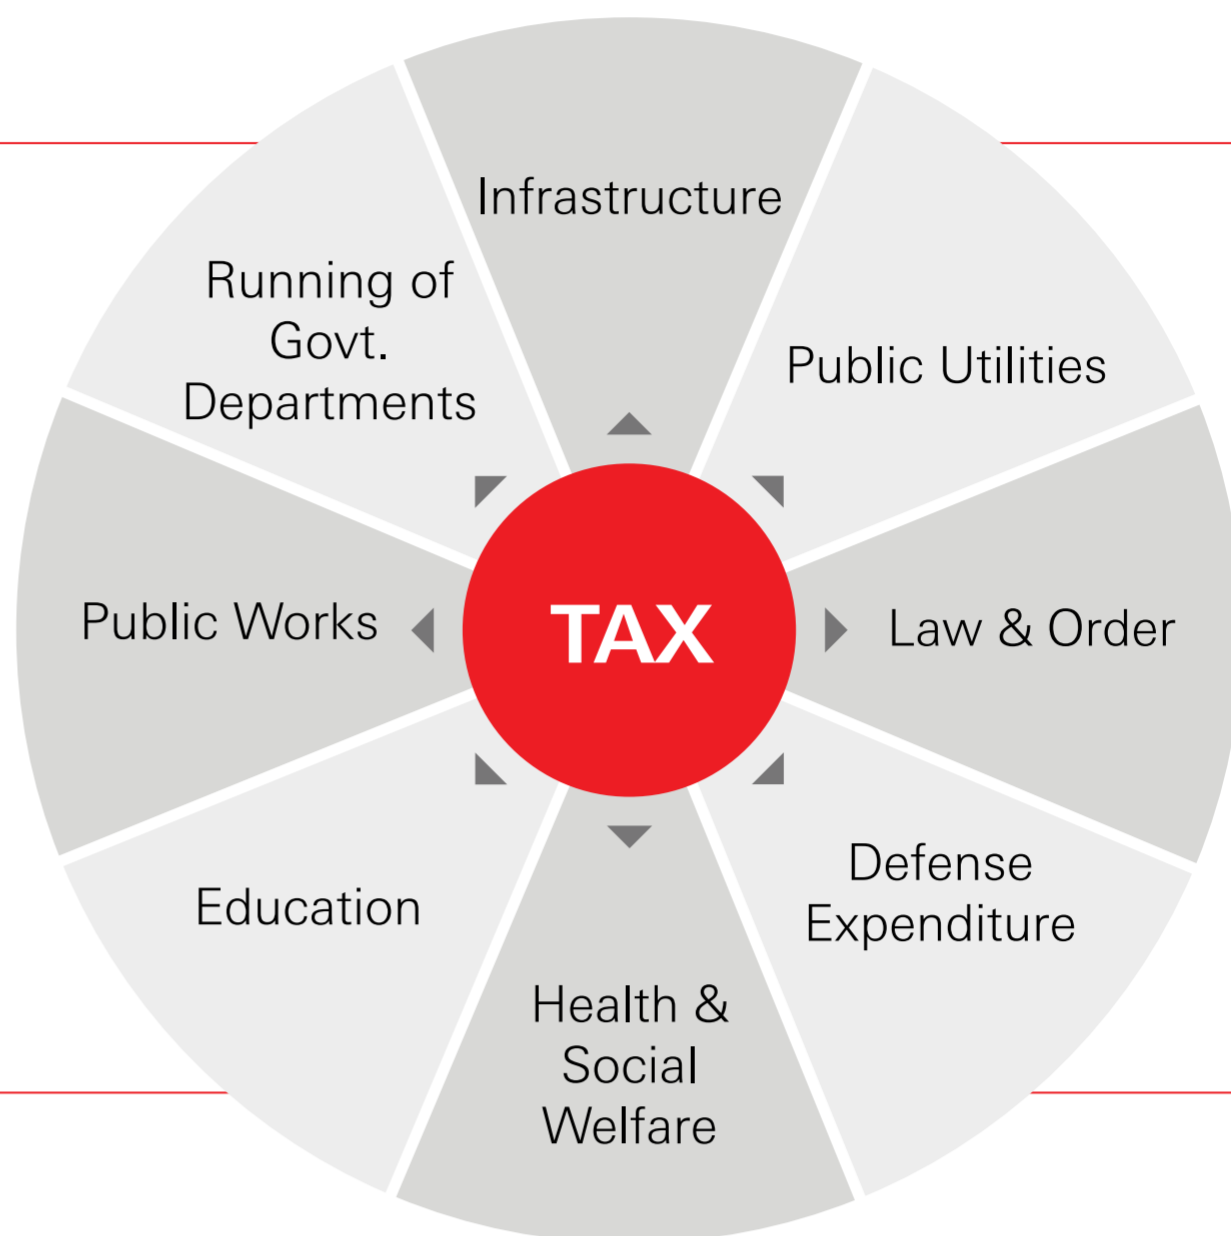 Infrastructure
Running of
Govt.
Departments
Public Utilities
Public Works
TAX
Law & Order
Education
Defense
Expenditure
Health &
Social
Welfare